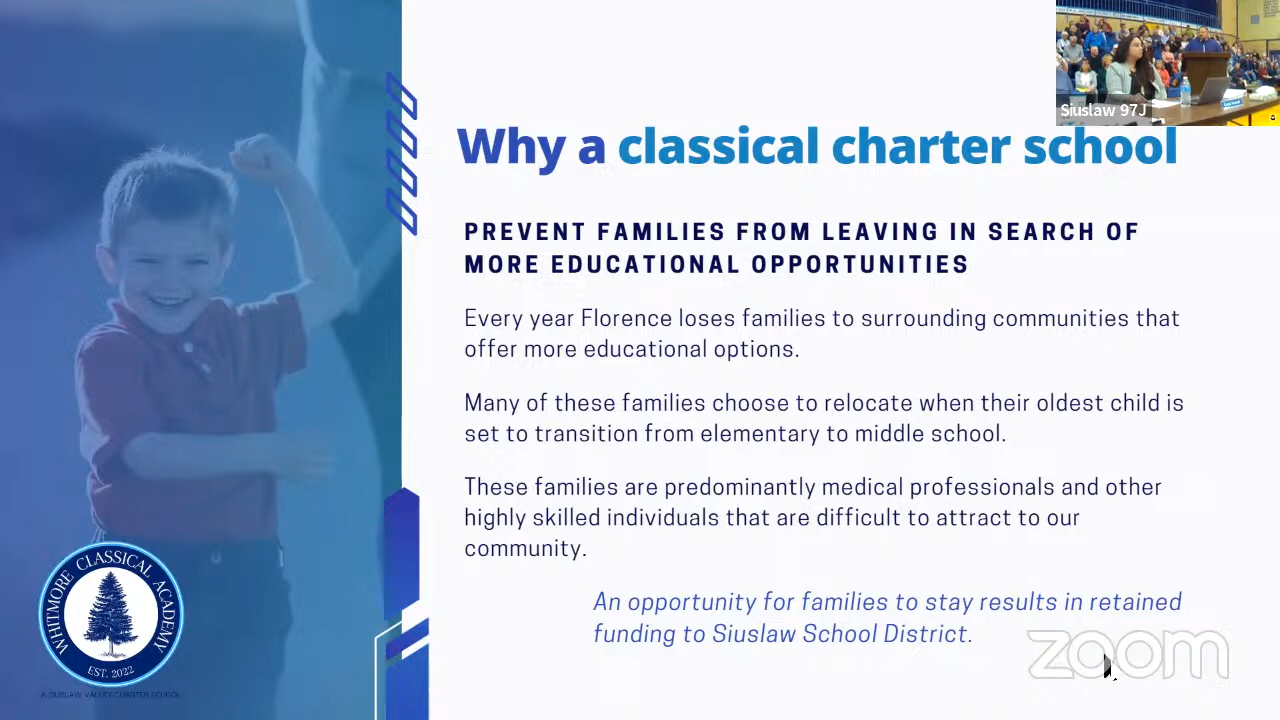 Siuslaw 97J
Why a classical charter school
PREVENT FAMILIES FROM LEAVING IN SEARCH OF
MORE EDUCATIONAL OPPORTUNITIES
Every year Florence loses families to surrounding communities that
offer more educational options.
Many of these families choose to relocate when their oldest child is
set to transition from elementary to middle school.
These families are predominantly medical professionals and other
highly skilled individuals that are difficult to attract to our
community.
An opportunity for families to stay results in retained
funding to Siuslaw School District.
WHITMORE CLASSICAL ACADEMY
EST. 2022
A SIUSLAW VALLEY CHARTER SCHOOL
zoom